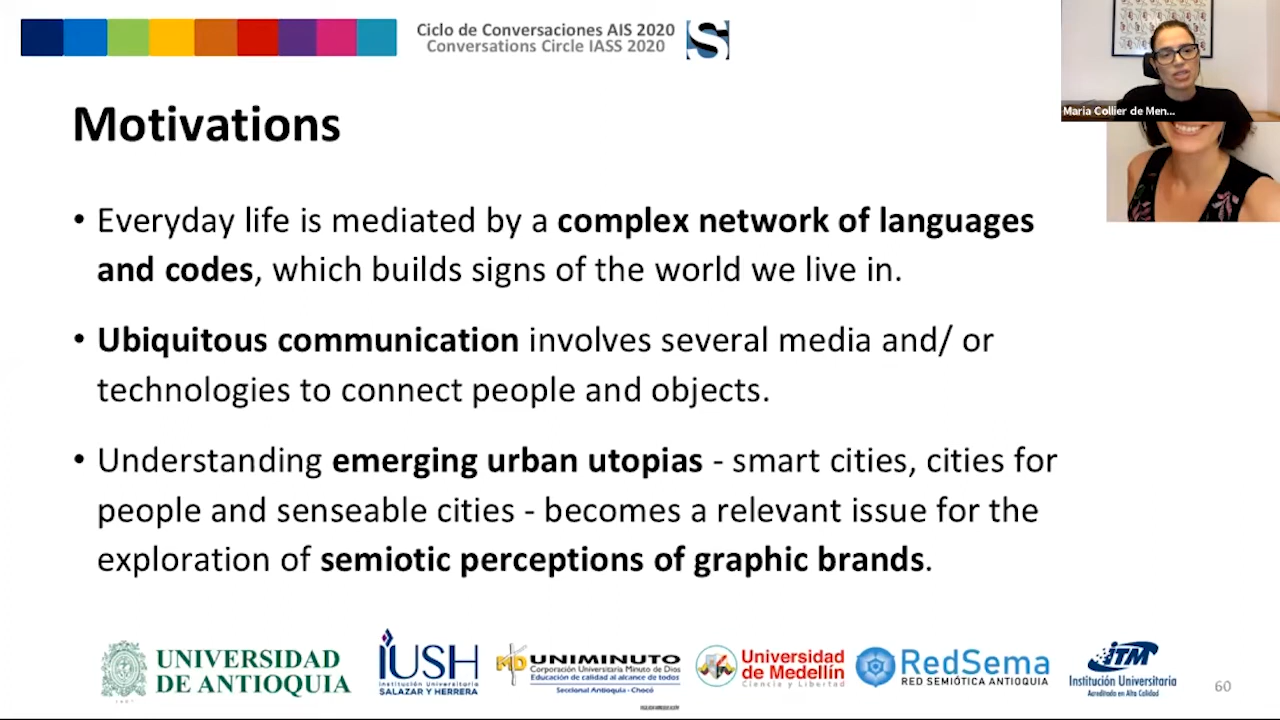 Ciclo de Conversaciones AIS 2020
Conversations Circle IASS 2020
S
Maria Collier de Men...
Motivations
• Everyday life is mediated by a complex network of languages
and codes, which builds signs of the world we live in.
• Ubiquitous communication involves several media and/ or
technologies to connect people and objects.
• Understanding emerging urban utopias - smart cities, cities for
people and senseable cities - becomes a relevant issue for the
exploration of semiotic perceptions of graphic brands.
UNIVERSIDAD
DE ANTIOQUIA
IUSH
Institución Universitaria
SALAZAR Y HERRERA
MD UNIMINUTO
Corporación Universitaria Minuto de Dios
Educación de calidad al alcance de todos
Seccional Antioquia - Chocó
Universidad
de Medellín
Ciencia y Libertad
RedSema
RED SEMIÓTICA ANTIOQUIA
iTM
Institución Universitaria
Acreditada en Alta Calidad
60